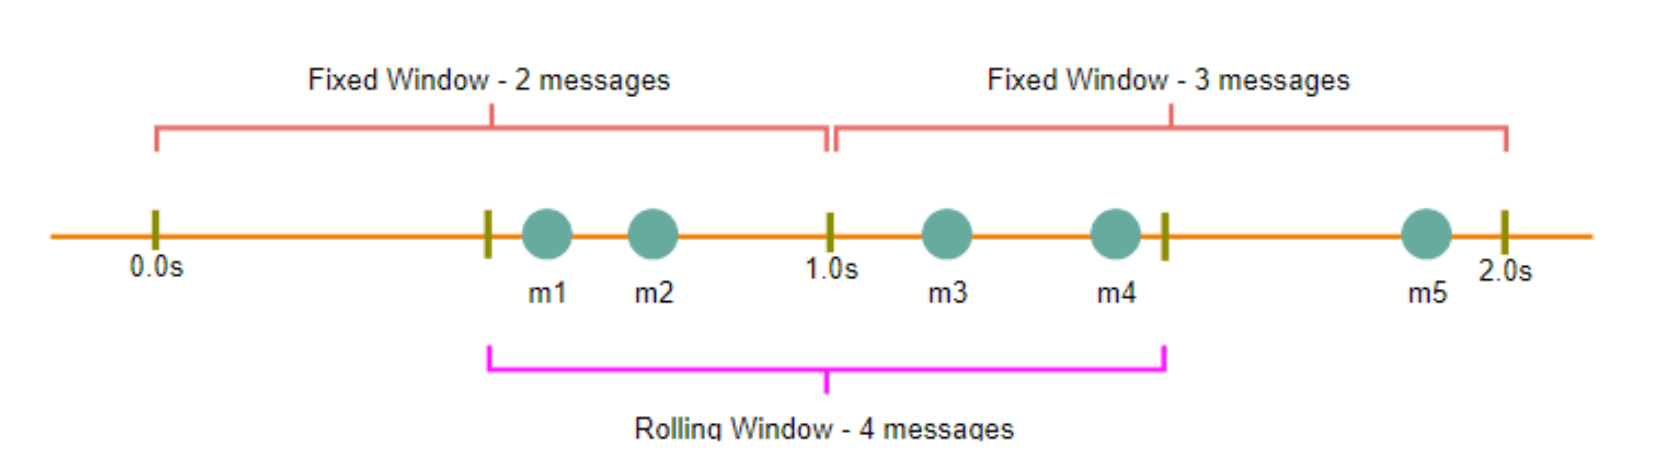 Fixed Window - 2 messages
Fixed Window - 3 messages
0.0s
1.0s
2.0s
m1
m2
m3
m4
m5
Rolling Window - 4 messages